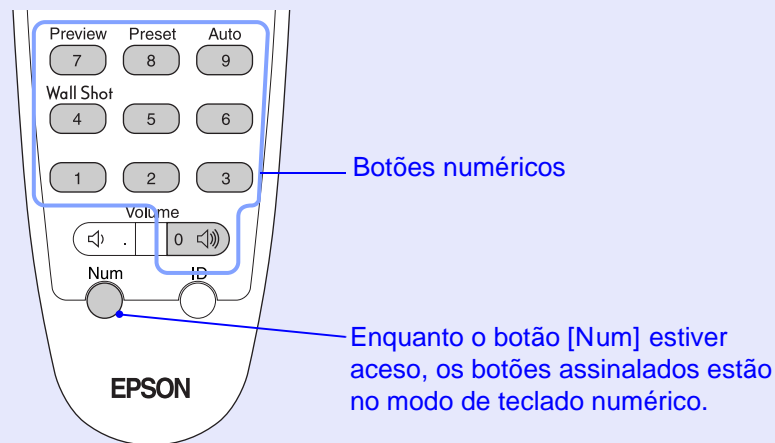 Preview Preset Auto
7 8 9
Wall Shot
4 5 6
1 2 3
Botões numéricos
Volume
. 0
Num ID
Enquanto o botão [Num] estiver
aceso, os botões assinalados estão
no modo de teclado numérico.
EPSON